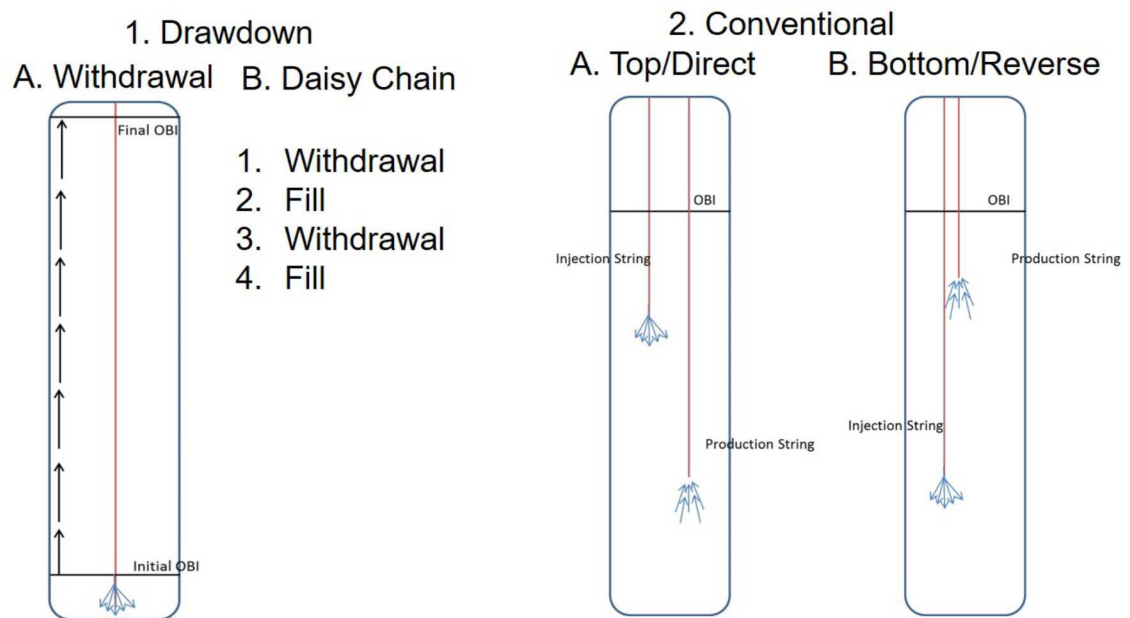 1. Drawdown
A. Withdrawal
B. Daisy Chain
Final OBI
1. Withdrawal
2. Fill
3. Withdrawal
4. Fill
Initial OBI
2. Conventional
A. Top/Direct
B. Bottom/Reverse
OBI
Injection String
Production String
OBI
Production String
Injection String